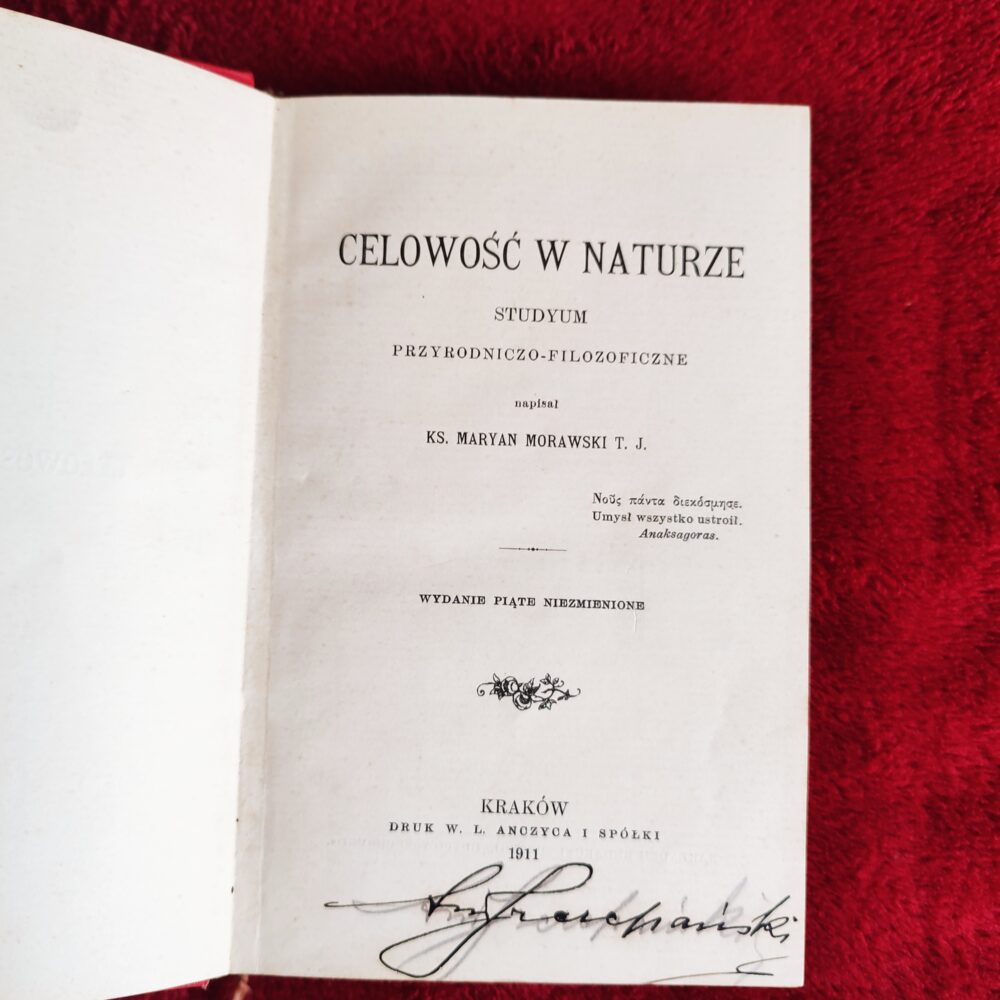 CELOWOŚĆ W NATURZE
STUDYUM
PRZYRODNICZO-FILOZOFICZNE
napisał
KS. MARYAN MORAWSKI T. J.
Νοῦς πάντα διεκόσμησε.
Umysł wszystko ustroił.
Anaksagoras.
WYDANIE PIĄTE NIEZMIENIONE
KRAKÓW
DRUK W. L. ANCZYCA I SPÓŁKI
1911